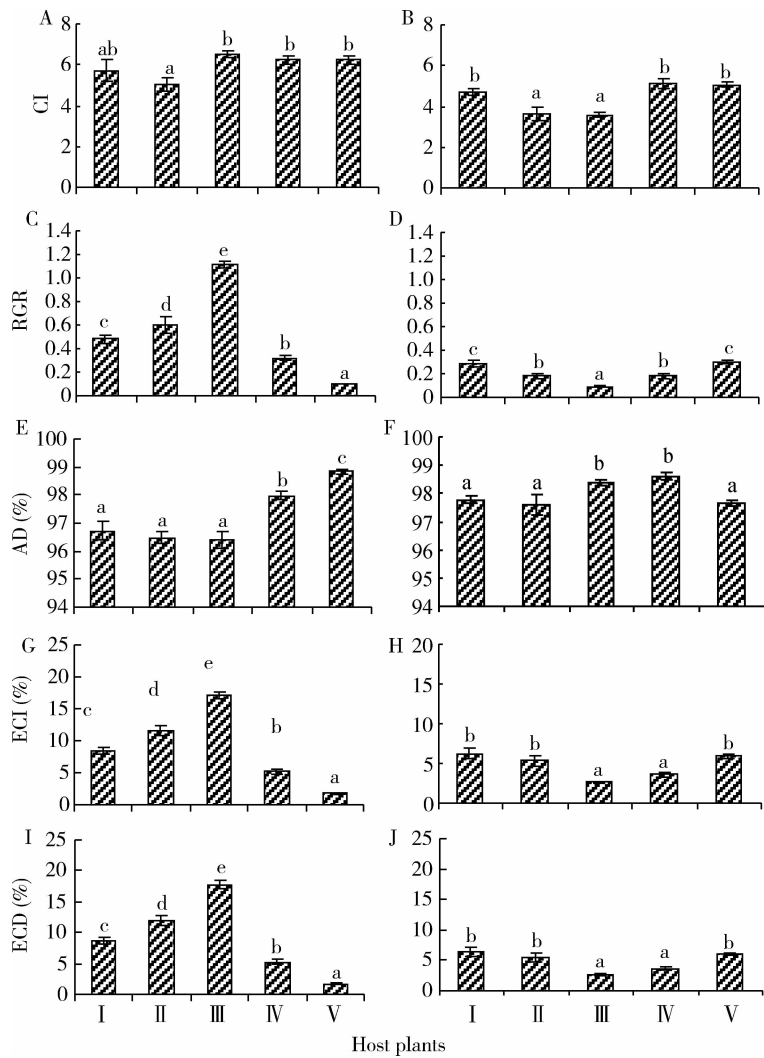 A
CI
8
6
4
2
0
ab
a
b
b
b
B
8
6
4
2
0
b
a
a
b
b
C
RGR
1.4
1.2
1.0
0.8
0.6
0.4
0.2
0
c
d
e
b
a
D
1.4
1.2
1.0
0.8
0.6
0.4
0.2
0
c
b
a
b
c
E
AD (%)
100
99
98
97
96
95
94
a
a
a
b
c
F
100
99
98
97
96
95
94
a
a
b
b
a
G
ECI (%)
25
20
15
10
5
0
c
d
e
b
a
H
20
15
10
5
0
b
b
a
a
b
I
ECD (%)
25
20
15
10
5
0
c
d
e
b
a
J
25
20
15
10
5
0
b
b
a
a
b
I II III IV V
I II III IV V
Host plants